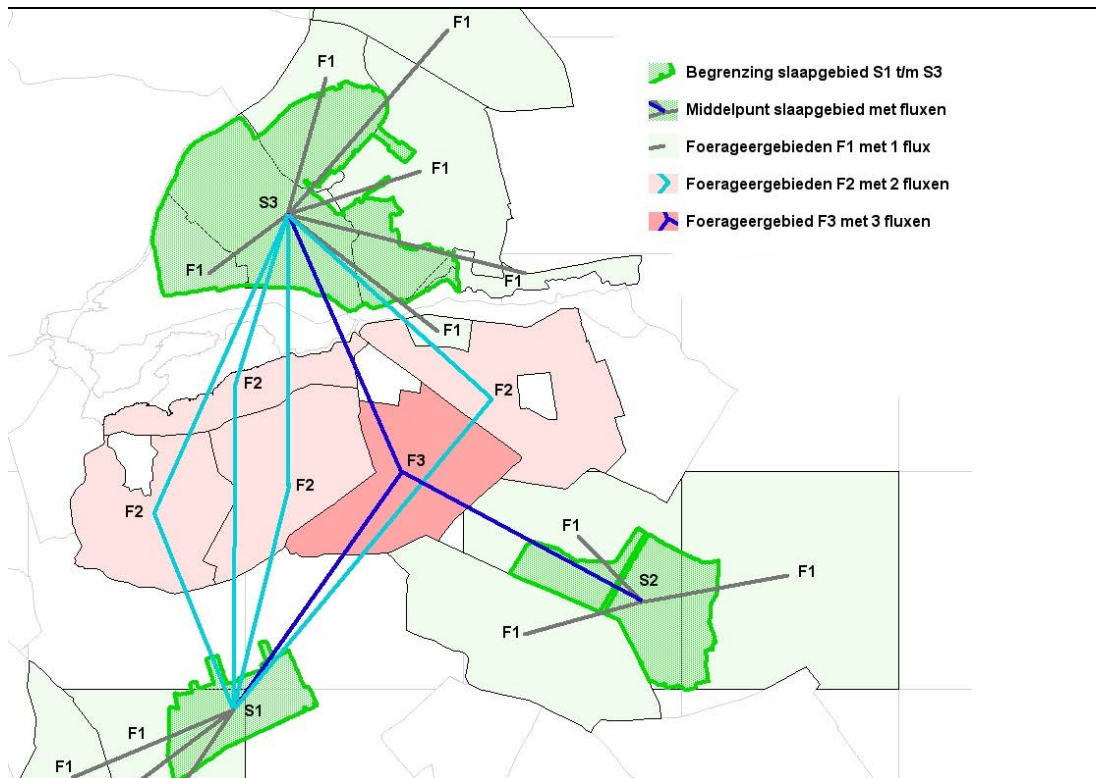 F1
F1
Begrenzing slaapgebied S1 t/m S3
Middelpunt slaapgebied met fluxen
Foerageergebieden F1 met 1 flux
Foerageergebieden F2 met 2 fluxen
Foerageergebied F3 met 3 fluxen
F1
S3
F1
F1
F1
F2
F2
F3
F2
F2
F1
F1
S2
F1
S1
F1
F1